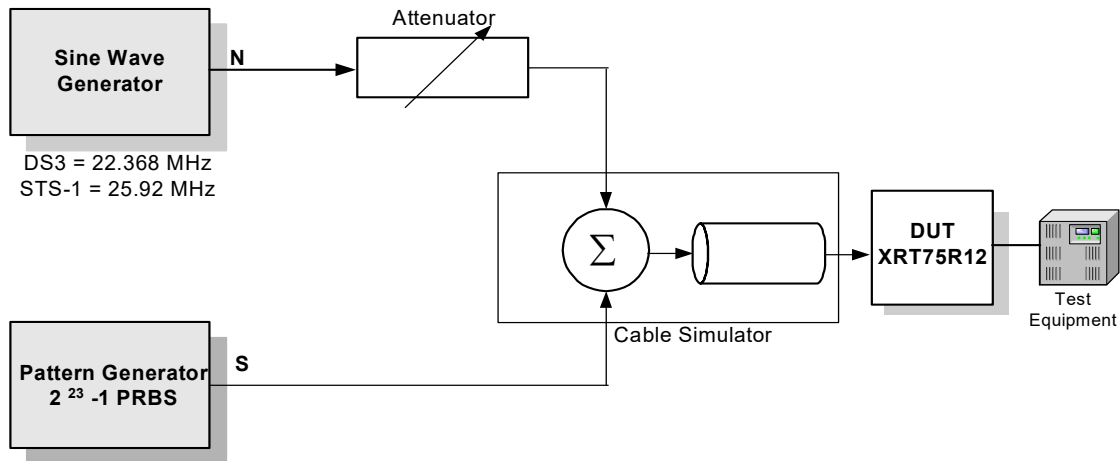 Attenuator
Sine Wave
Generator
N
DS3 = 22.368 MHz
STS-1 = 25.92 MHz
Σ
DUT
XRT75R12
Test
Equipment
Cable Simulator
Pattern Generator
2 23 -1 PRBS
S